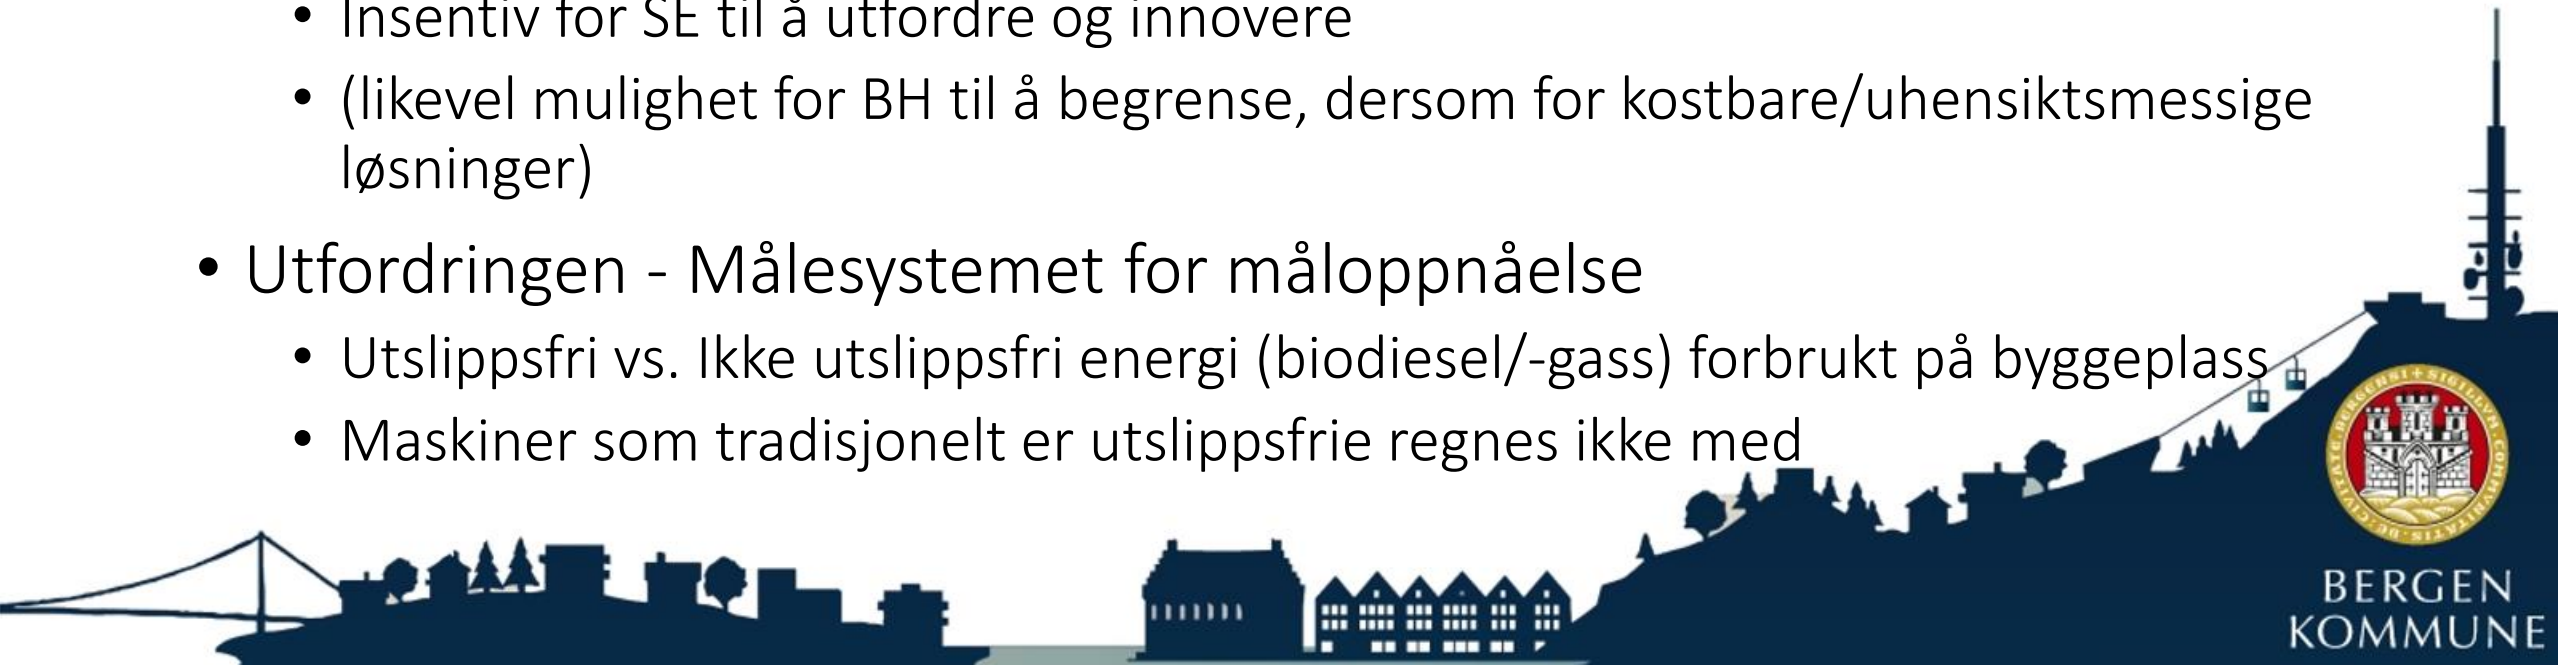 • Insentiv for SE til å utfordre og innovere
• (likevel mulighet for BH til å begrense, dersom for kostbare/uhensiktsmessige
løsninger)
• Utfordringen - Målesystemet for måloppnåelse
• Utslippsfri vs. Ikke utslippsfri energi (biodiesel/-gass) forbrukt på byggeplass
• Maskiner som tradisjonelt er utslippsfrie regnes ikke med
BERGEN
KOMMUNE